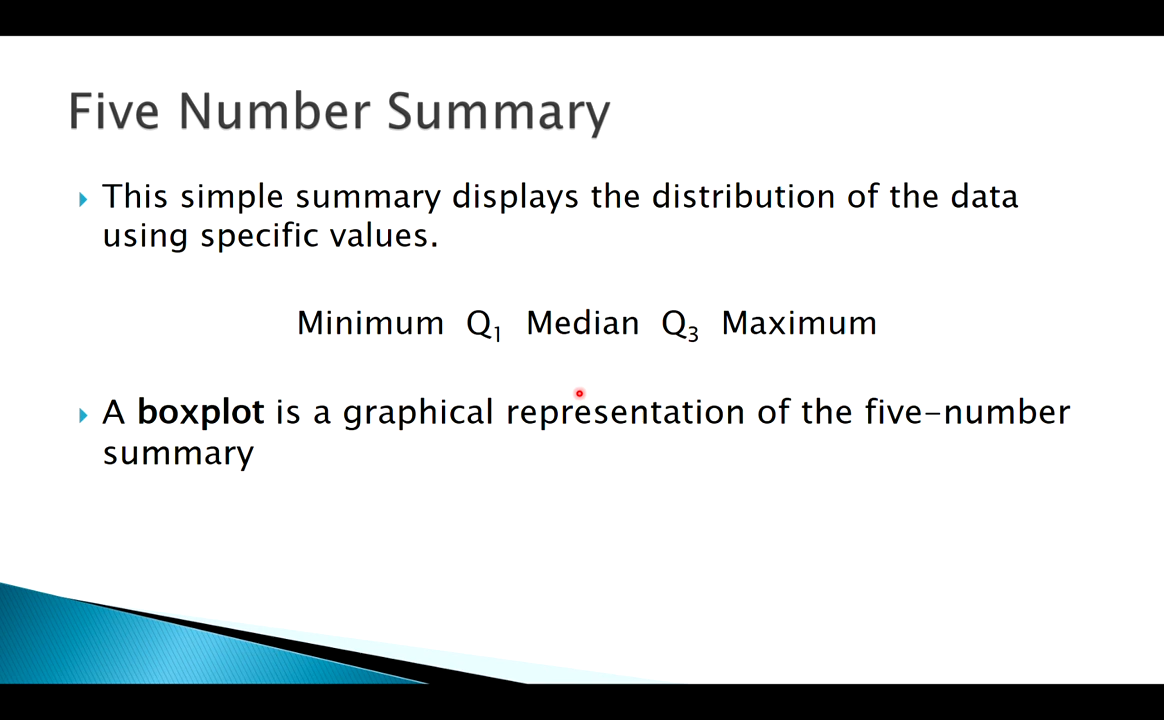 Five Number Summary
This simple summary displays the distribution of the data
using specific values.
Minimum Q₁ Median Q₃ Maximum
A boxplot is a graphical representation of the five-number
summary